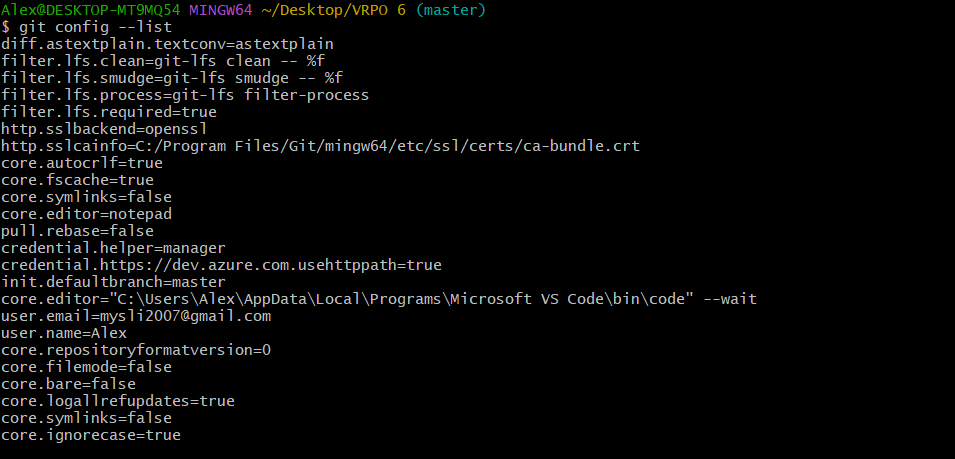 Alex@DESKTOP-MT9MQ54 MINGW64 ~/Desktop/VRPO 6 (master)
$ git config --list
diff.astextplain.textconv=astextplain
filter.lfs.clean=git-lfs clean -- %f
filter.lfs.smudge=git-lfs smudge -- %f
filter.lfs.process=git-lfs filter-process
filter.lfs.required=true
http.sslbackend=openssl
http.sslcainfo=C:/Program Files/Git/mingw64/etc/ssl/certs/ca-bundle.crt
core.autocrlf=true
core.fscache=true
core.symlinks=false
core.editor=notepad
pull.rebase=false
credential.helper=manager
credential.https://dev.azure.com.usehttppath=true
init.defaultbranch=master
core.editor="C:\Users\Alex\AppData\Local\Programs\Microsoft VS Code\bin\code" --wait
user.email=mysli2007@gmail.com
user.name=Alex
core.repositoryformatversion=0
core.filemode=false
core.bare=false
core.logallrefupdates=true
core.symlinks=false
core.ignorecase=true